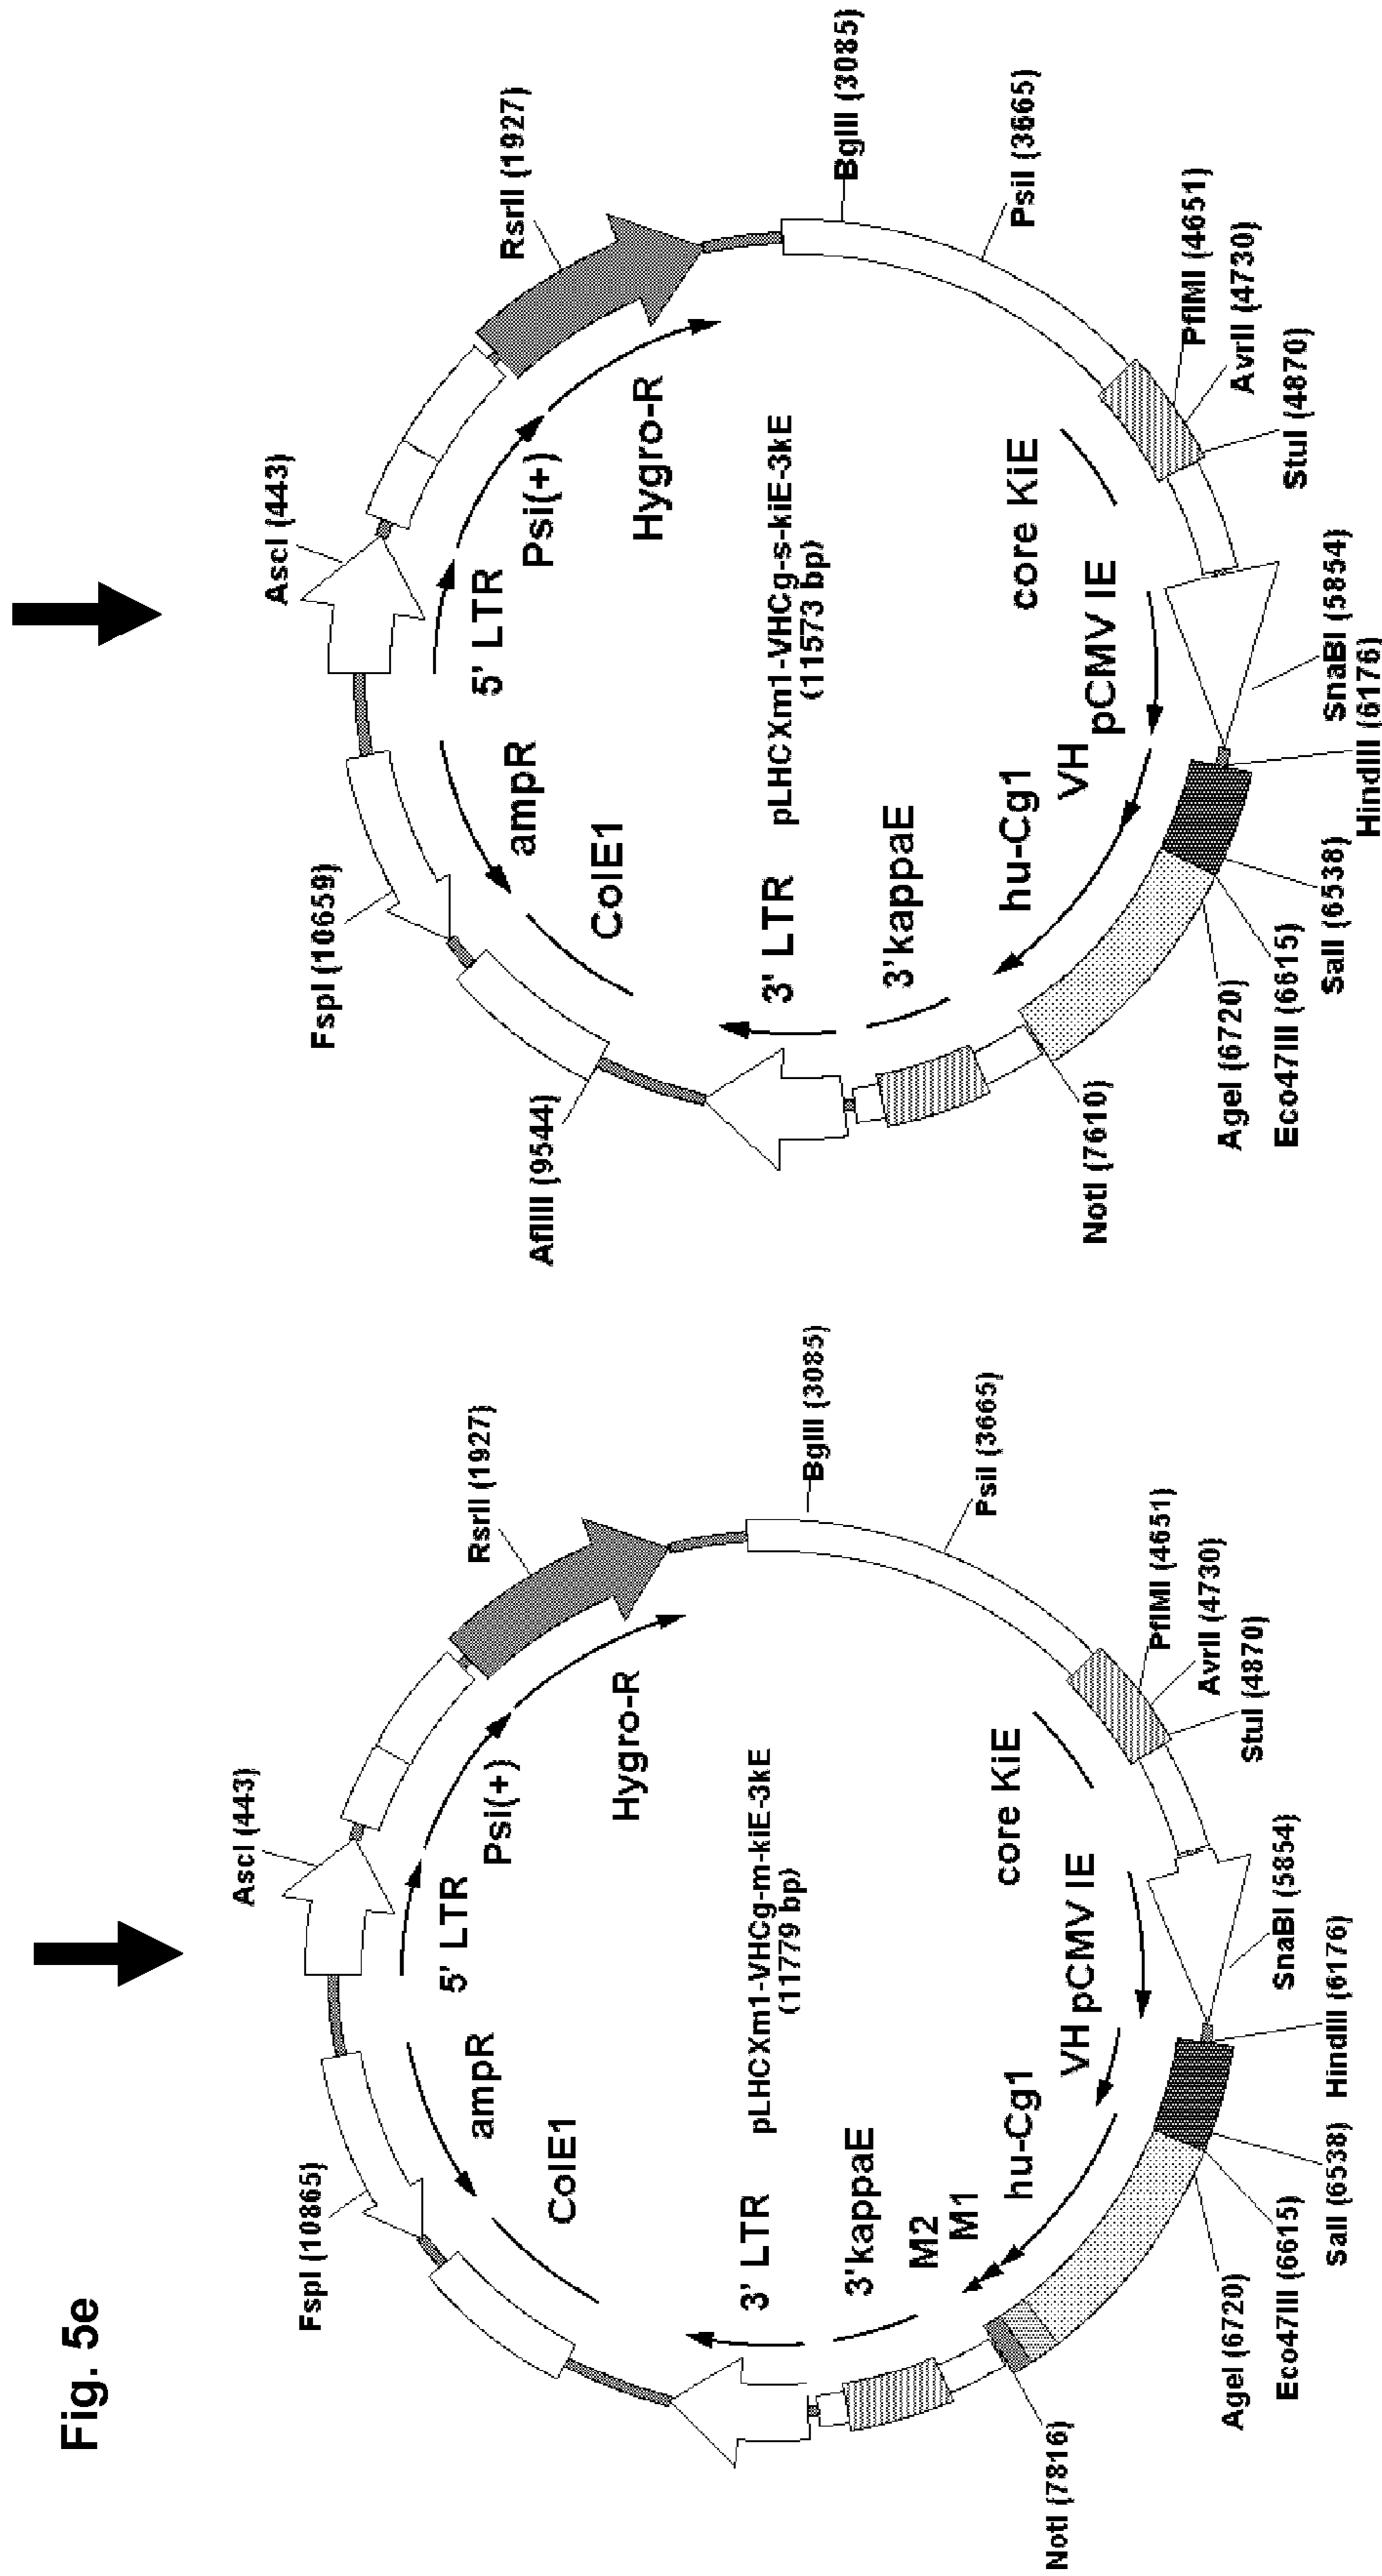 Fig. 5e
AscI (443)
RsrII (1927)
BglII (3085)
PsiI (3665)
PflMI (4651)
AvrII (4730)
StuI (4870)
SnaBI (5854)
HindIII (6176)
SalI (6538)
Eco47III (6615)
AgeI (6720)
NotI (7816)
FspI (10865)
5' LTR
Psi(+)
Hygro-R
core KiE
pCMV IE
VH
hu-Cg1
M1
M2
3'kappaE
3' LTR
ColE1
ampR
pLHCXm1-VHCg-m-kiE-3kE
(11779 bp)
AscI (443)
RsrII (1927)
BglII (3085)
PsiI (3665)
PflMI (4651)
AvrII (4730)
StuI (4870)
SnaBI (5854)
HindIII (6176)
SalI (6538)
Eco47III (6615)
AgeI (6720)
NotI (7610)
AflIII (9544)
FspI (10659)
5' LTR
Psi(+)
Hygro-R
core KiE
pCMV IE
VH
hu-Cg1
3'kappaE
3' LTR
ColE1
ampR
pLHCXm1-VHCg-s-kiE-3kE
(11573 bp)